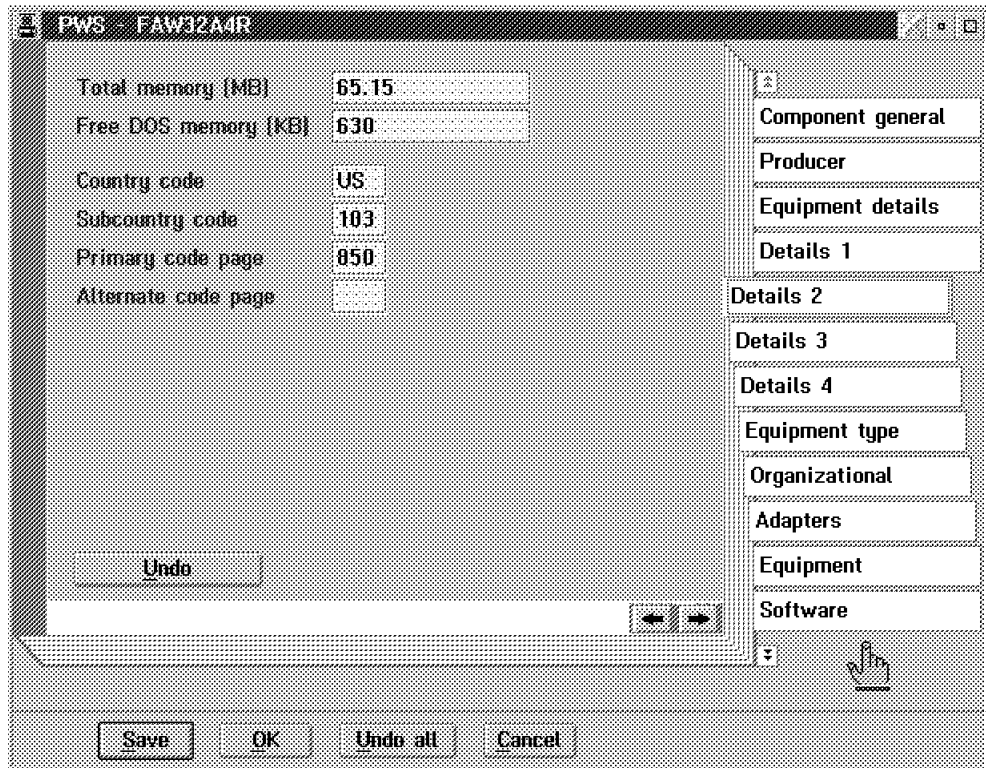 PWS - FAW32A4R
Total memory (MB) 65.15
Free DOS memory (KB) 630
Country code US
Subcountry code 103
Primary code page 850
Alternate code page
Undo
Component general
Producer
Equipment details
Details 1
Details 2
Details 3
Details 4
Equipment type
Organizational
Adapters
Equipment
Software
Save OK Undo all Cancel